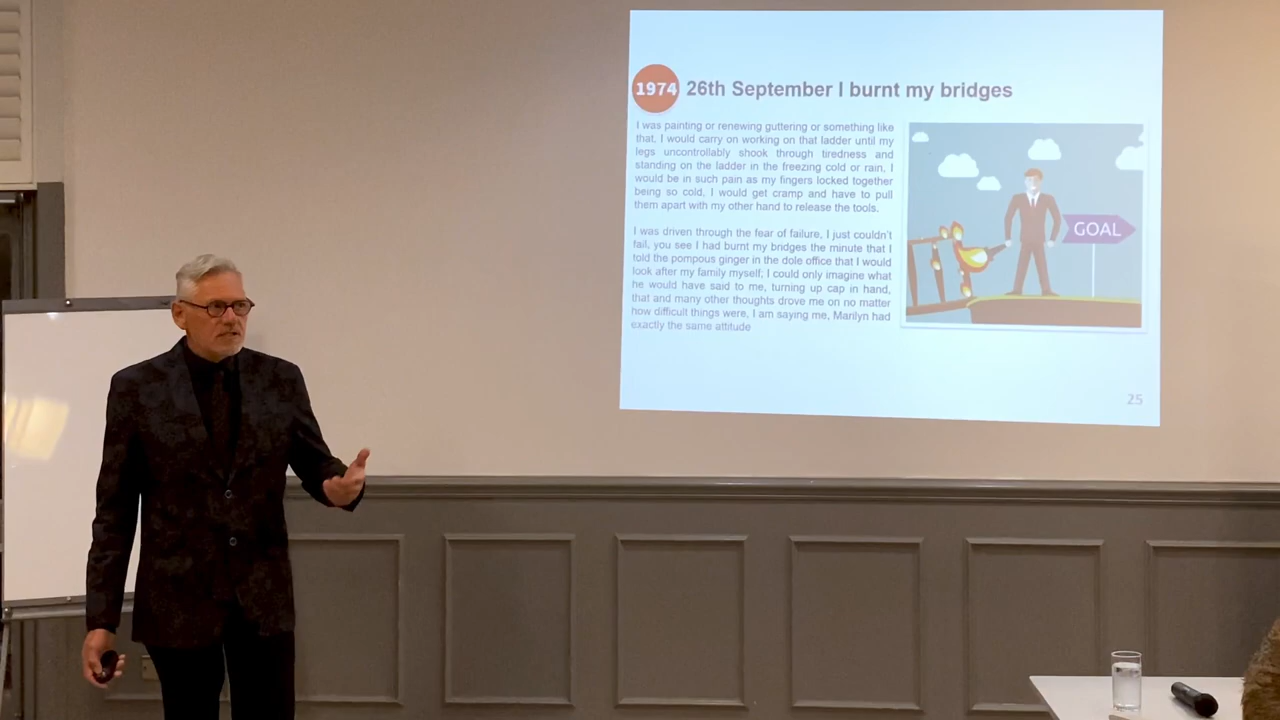 1974 26th September I burnt my bridges
I was painting or renewing guttering or something like
that, I would carry on working on that ladder until my
legs uncontrollably shook through tiredness and
standing on the ladder in the freezing cold or rain, I
would be in such pain as my fingers locked together
being so cold, I would get cramp and have to pull
them apart with my other hand to release the tools.
I was driven through the fear of failure, I just couldn't
fail, you see I had burnt my bridges the minute that I
told the pompous ginger in the dole office that I would
look after my family myself; I could only imagine what
he would have said to me, turning up cap in hand,
that and many other thoughts drove me on no matter
how difficult things were, I am saying me, Marilyn had
exactly the same attitude
GOAL
25